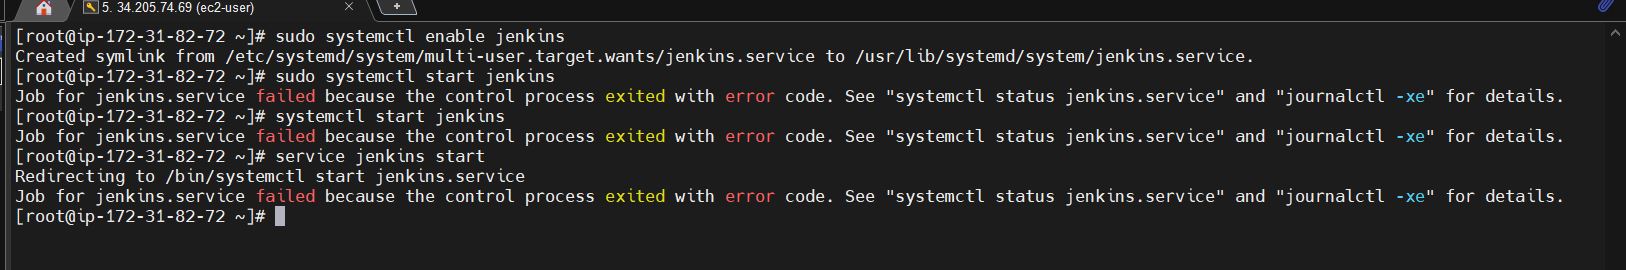 5. 34.205.74.69 (ec2-user)
[root@ip-172-31-82-72 ~]# sudo systemctl enable jenkins
Created symlink from /etc/systemd/system/multi-user.target.wants/jenkins.service to /usr/lib/systemd/system/jenkins.service.
[root@ip-172-31-82-72 ~]# sudo systemctl start jenkins
Job for jenkins.service failed because the control process exited with error code. See "systemctl status jenkins.service" and "journalctl -xe" for details.
[root@ip-172-31-82-72 ~]# systemctl start jenkins
Job for jenkins.service failed because the control process exited with error code. See "systemctl status jenkins.service" and "journalctl -xe" for details.
[root@ip-172-31-82-72 ~]# service jenkins start
Redirecting to /bin/systemctl start jenkins.service
Job for jenkins.service failed because the control process exited with error code. See "systemctl status jenkins.service" and "journalctl -xe" for details.
[root@ip-172-31-82-72 ~]#